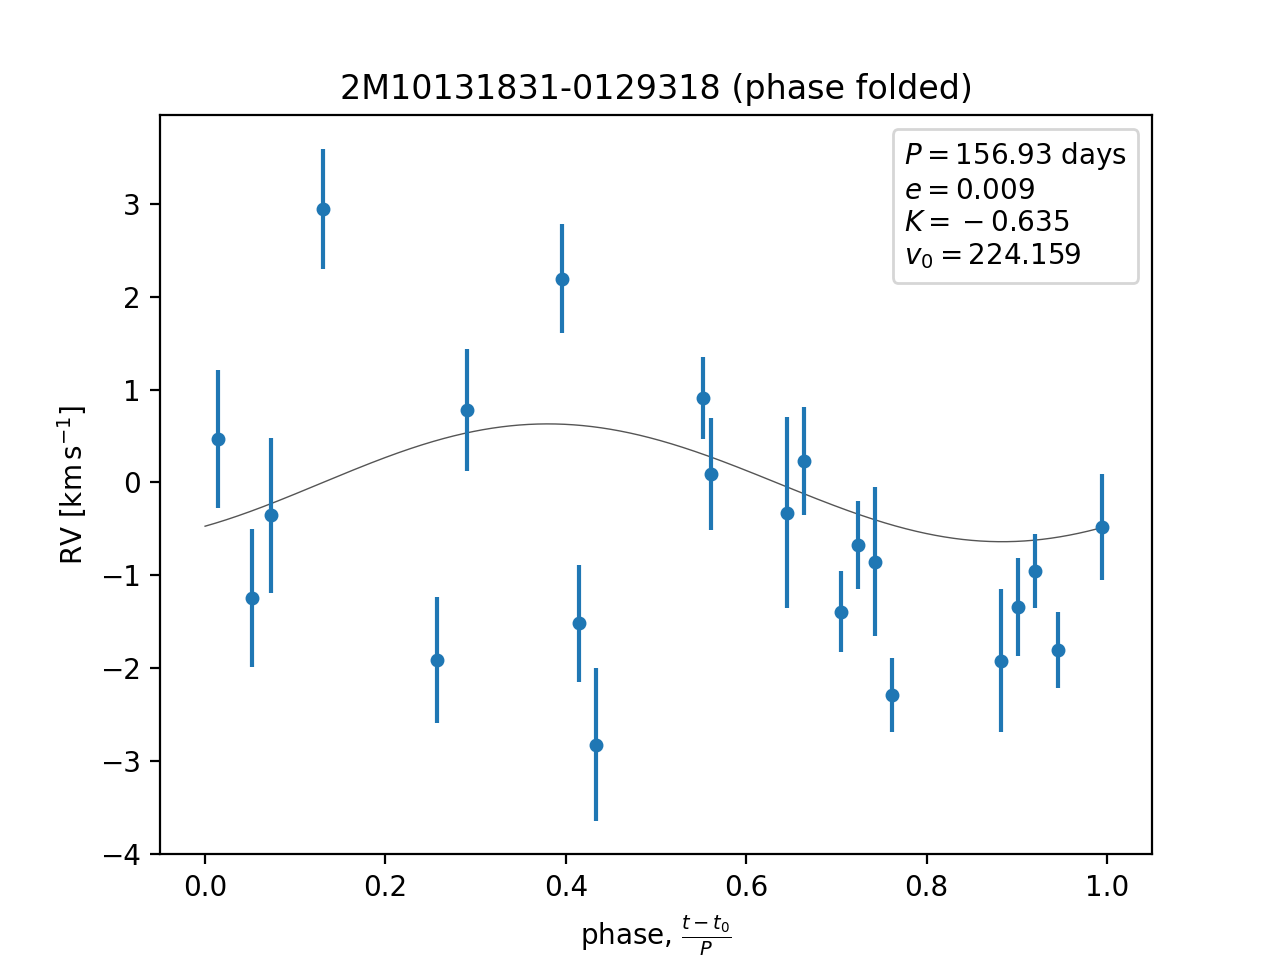 2M10131831-0129318 (phase folded)
P = 156.93 days
e = 0.009
K = −0.635
v₀ = 224.159
3
2
1
0
−1
−2
−3
−4
RV [km s⁻¹]
0.0 0.2 0.4 0.6 0.8 1.0
phase, (t − t₀)/P